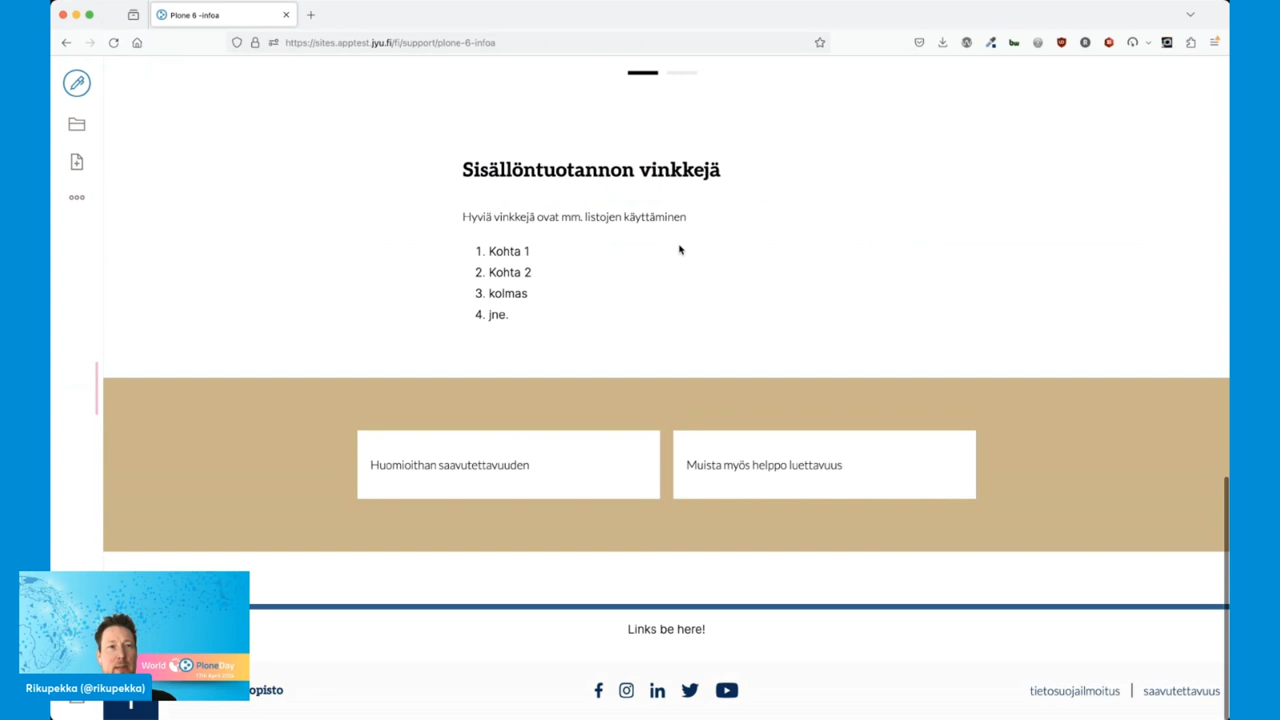 Plone 6 -infoa
https://sites.apptest.jyu.fi/fi/support/plone-6-infoa
Sisällöntuotannon vinkkejä
Hyviä vinkkejä ovat mm. listojen käyttäminen
1. Kohta 1
2. Kohta 2
3. kolmas
4. jne.
Huomioithan saavutettavuuden
Muista myös helppo luettavuus
Links be here!
World PloneDay
Rikupekka (@rikupekka)
opisto
tietosuojailmoitus | saavutettavuus